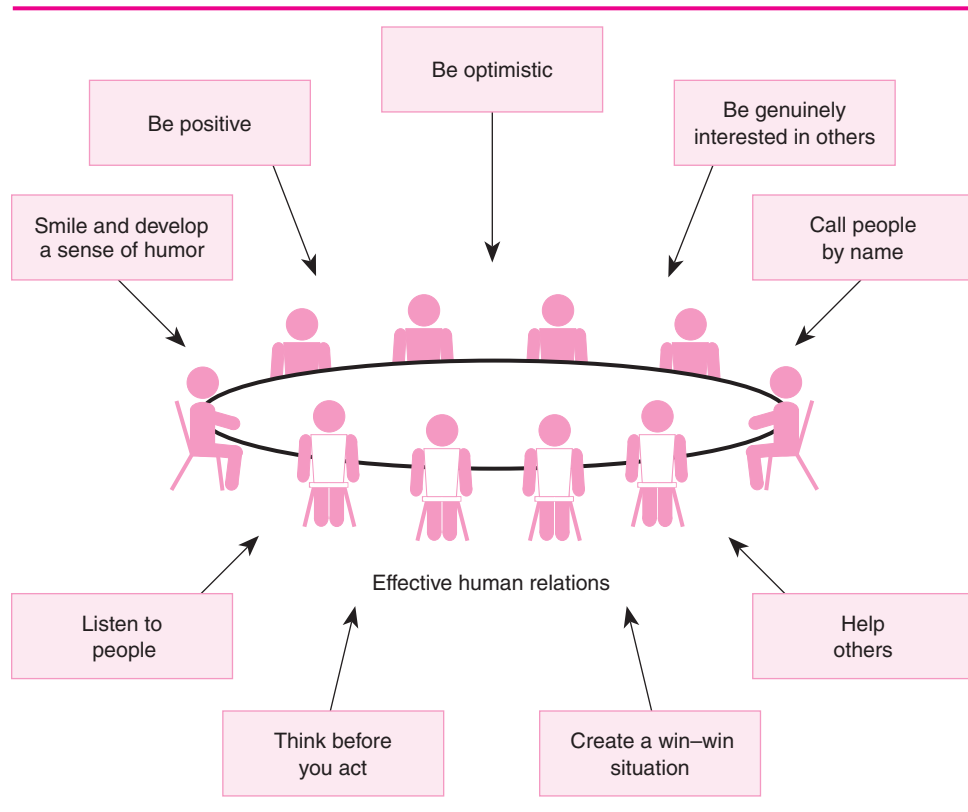 Be optimistic
Be positive
Be genuinely
interested in others
Smile and develop
a sense of humor
Call people
by name
Effective human relations
Listen to
people
Help
others
Think before
you act
Create a win–win
situation